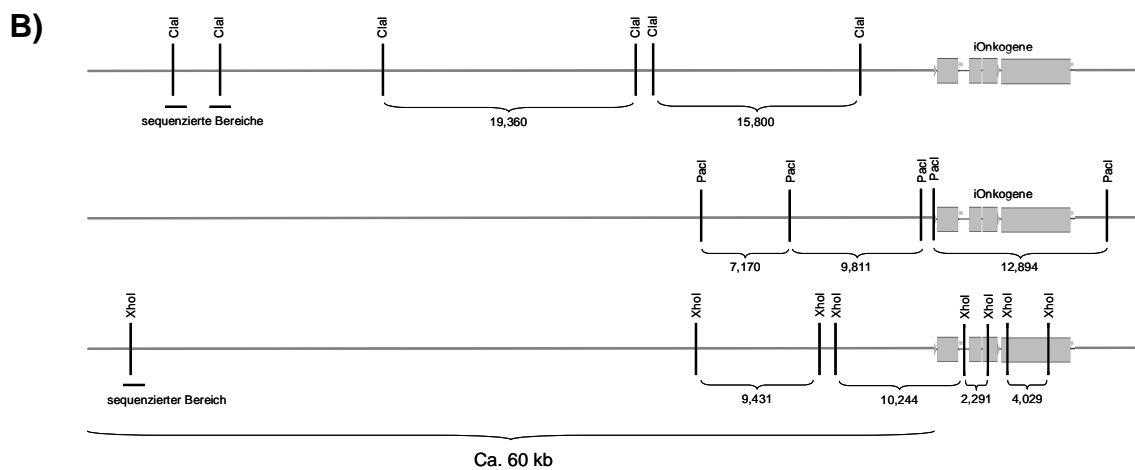 B)
ClaI ClaI ClaI ClaI ClaI ClaI
iOnkogene
sequenzierte Bereiche
19,360 15,800
PacI PacI PacI PacI PacI
iOnkogene
7,170 9,811 12,894
XhoI XhoI XhoI XhoI XhoI XhoI XhoI XhoI
sequenzierter Bereich
9,431 10,244 2,291 4,029
Ca. 60 kb